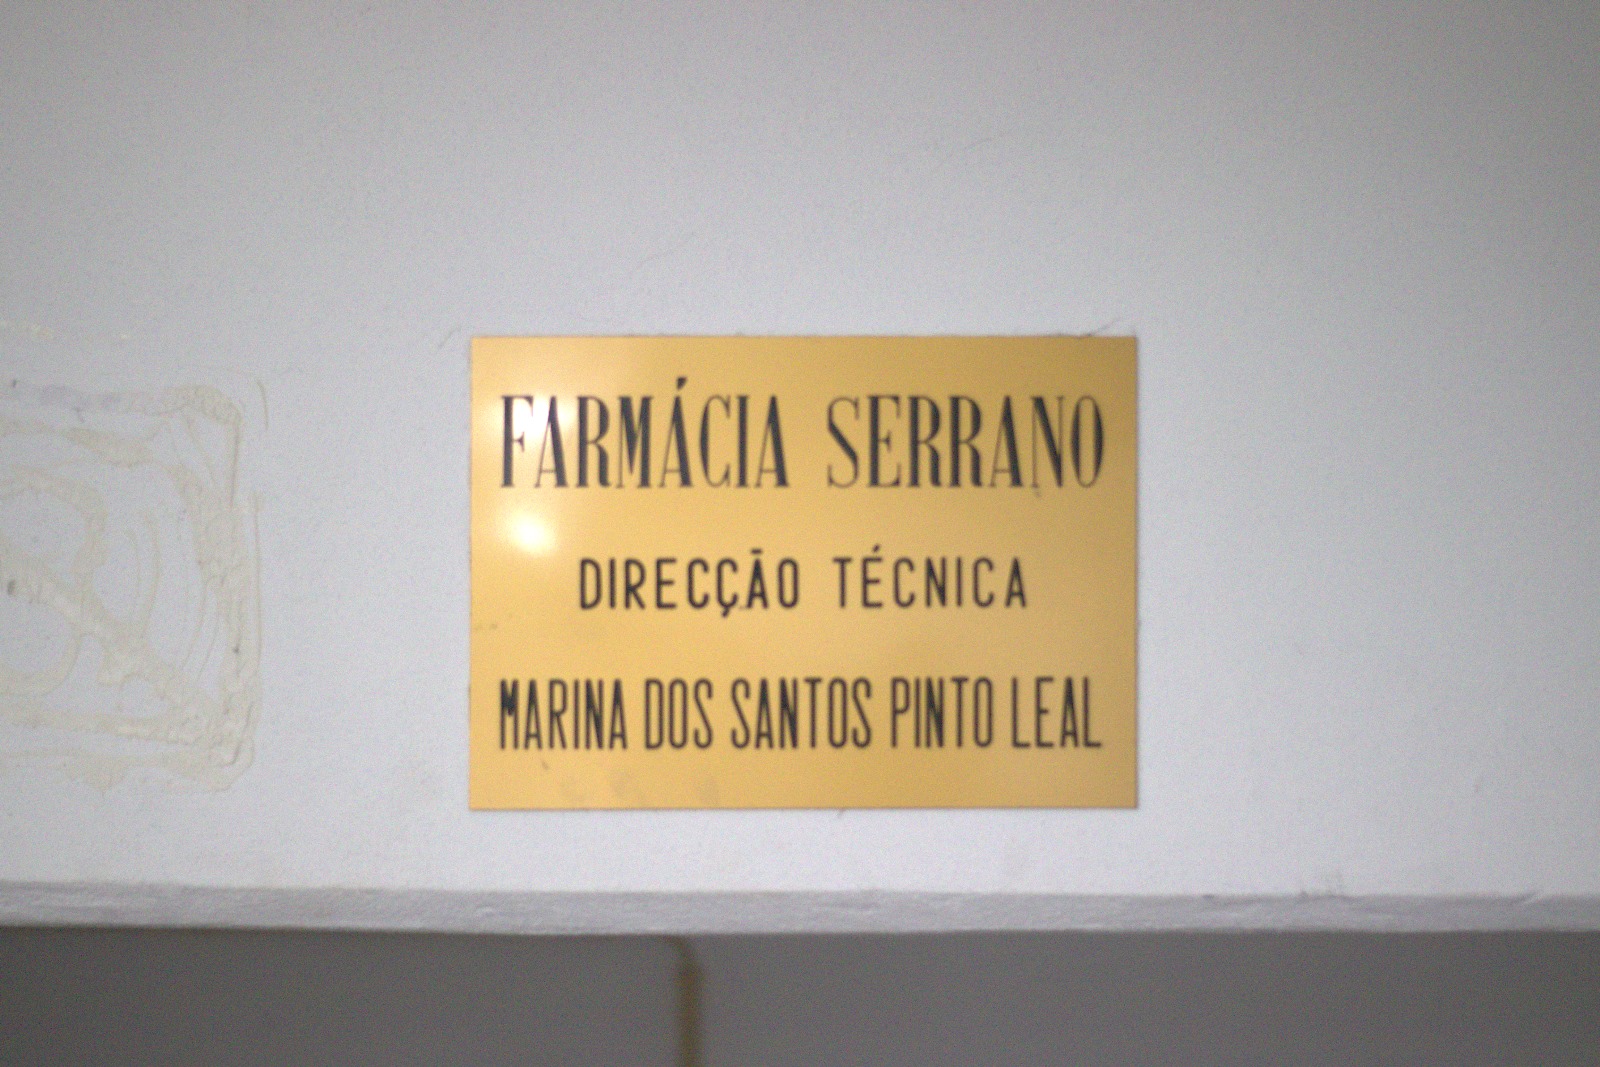 FARMÁCIA SERRANO
DIRECÇÃO TÉCNICA
MARINA DOS SANTOS PINTO LEAL